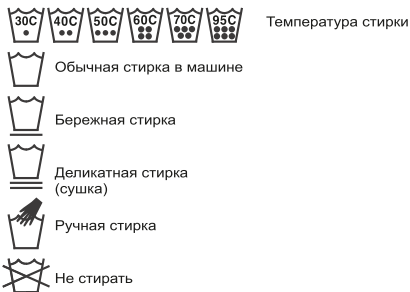 30C 40C 50C 60C 70C 95C Температура стирки
Обычная стирка в машине
Бережная стирка
Деликатная стирка
(сушка)
Ручная стирка
Не стирать